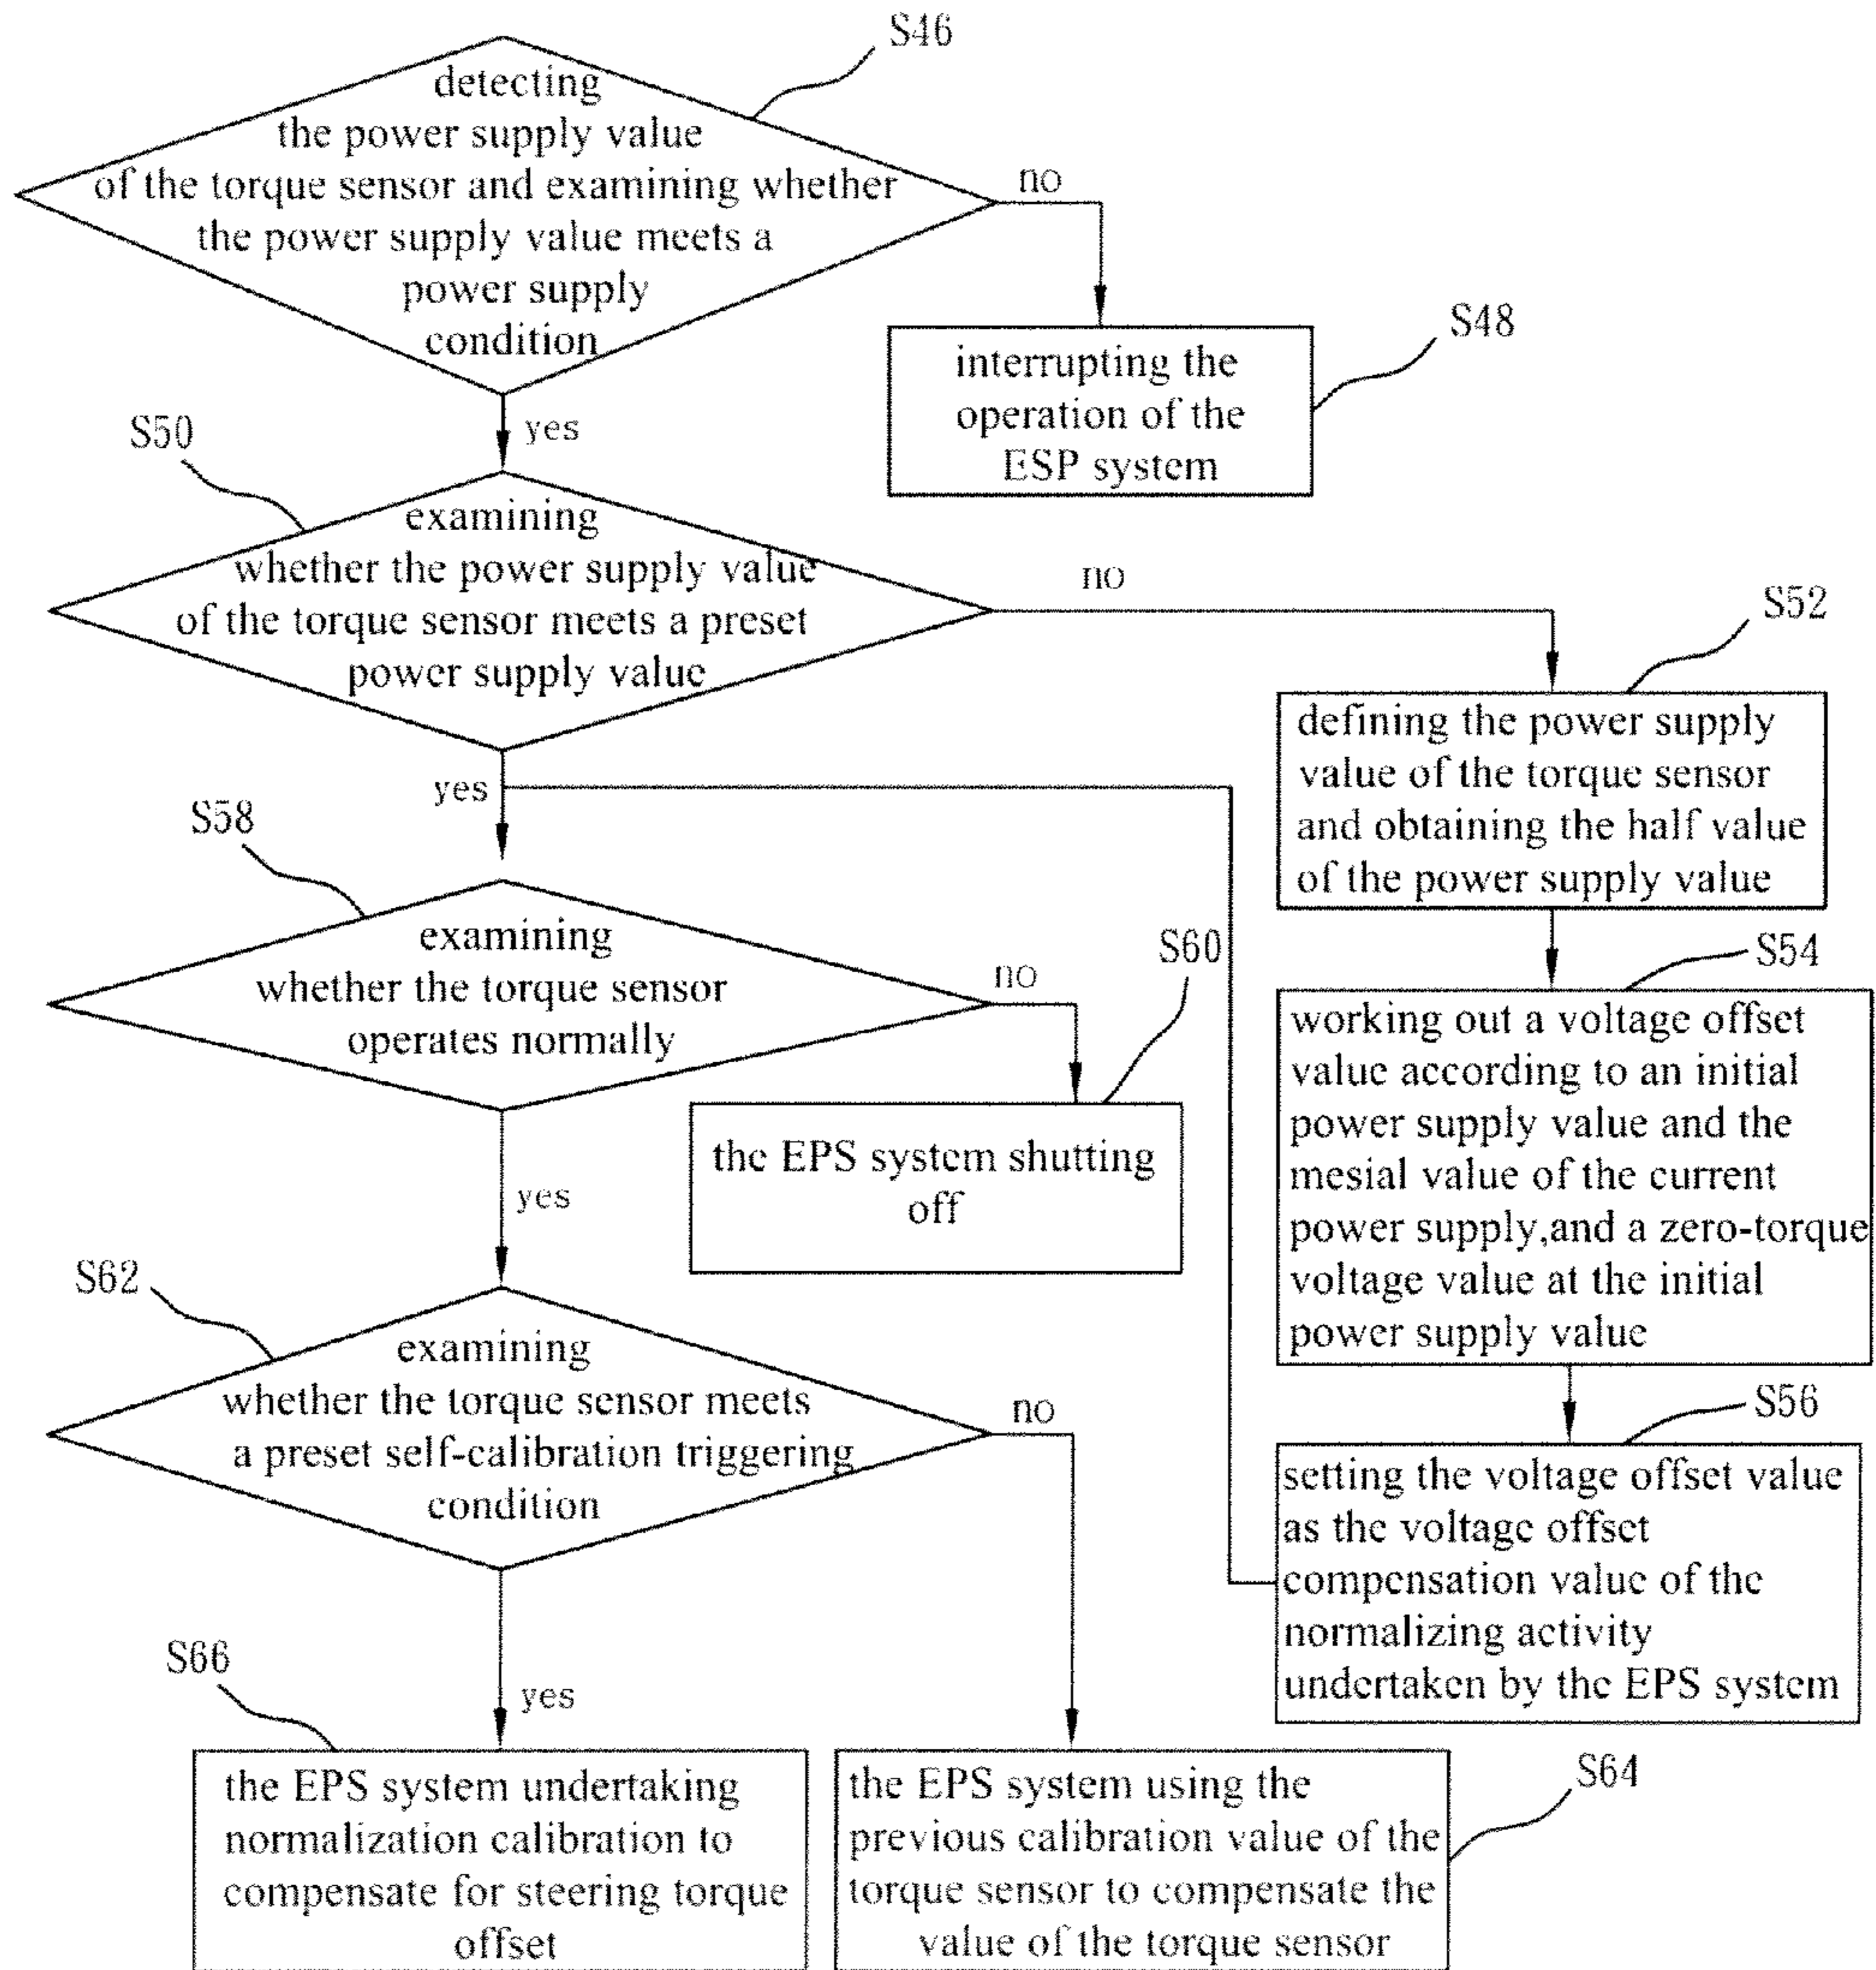 S46
detecting
the power supply value
of the torque sensor and examining whether
the power supply value meets a
power supply
condition
no
S48
interrupting the
operation of the
ESP system
yes
S50
examining
whether the power supply value
of the torque sensor meets a preset
power supply value
no
S52
defining the power supply
value of the torque sensor
and obtaining the half value
of the power supply value
yes
S58
examining
whether the torque sensor
operates normally
no
S60
the EPS system shutting
off
S54
working out a voltage offset
value according to an initial
power supply value and the
mesial value of the current
power supply,and a zero-torque
voltage value at the initial
power supply value
yes
S62
examining
whether the torque sensor meets
a preset self-calibration triggering
condition
no
S56
setting the voltage offset value
as the voltage offset
compensation value of the
normalizing activity
undertaken by the EPS system
S66
yes
the EPS system undertaking
normalization calibration to
compensate for steering torque
offset
S64
the EPS system using the
previous calibration value of the
torque sensor to compensate the
value of the torque sensor